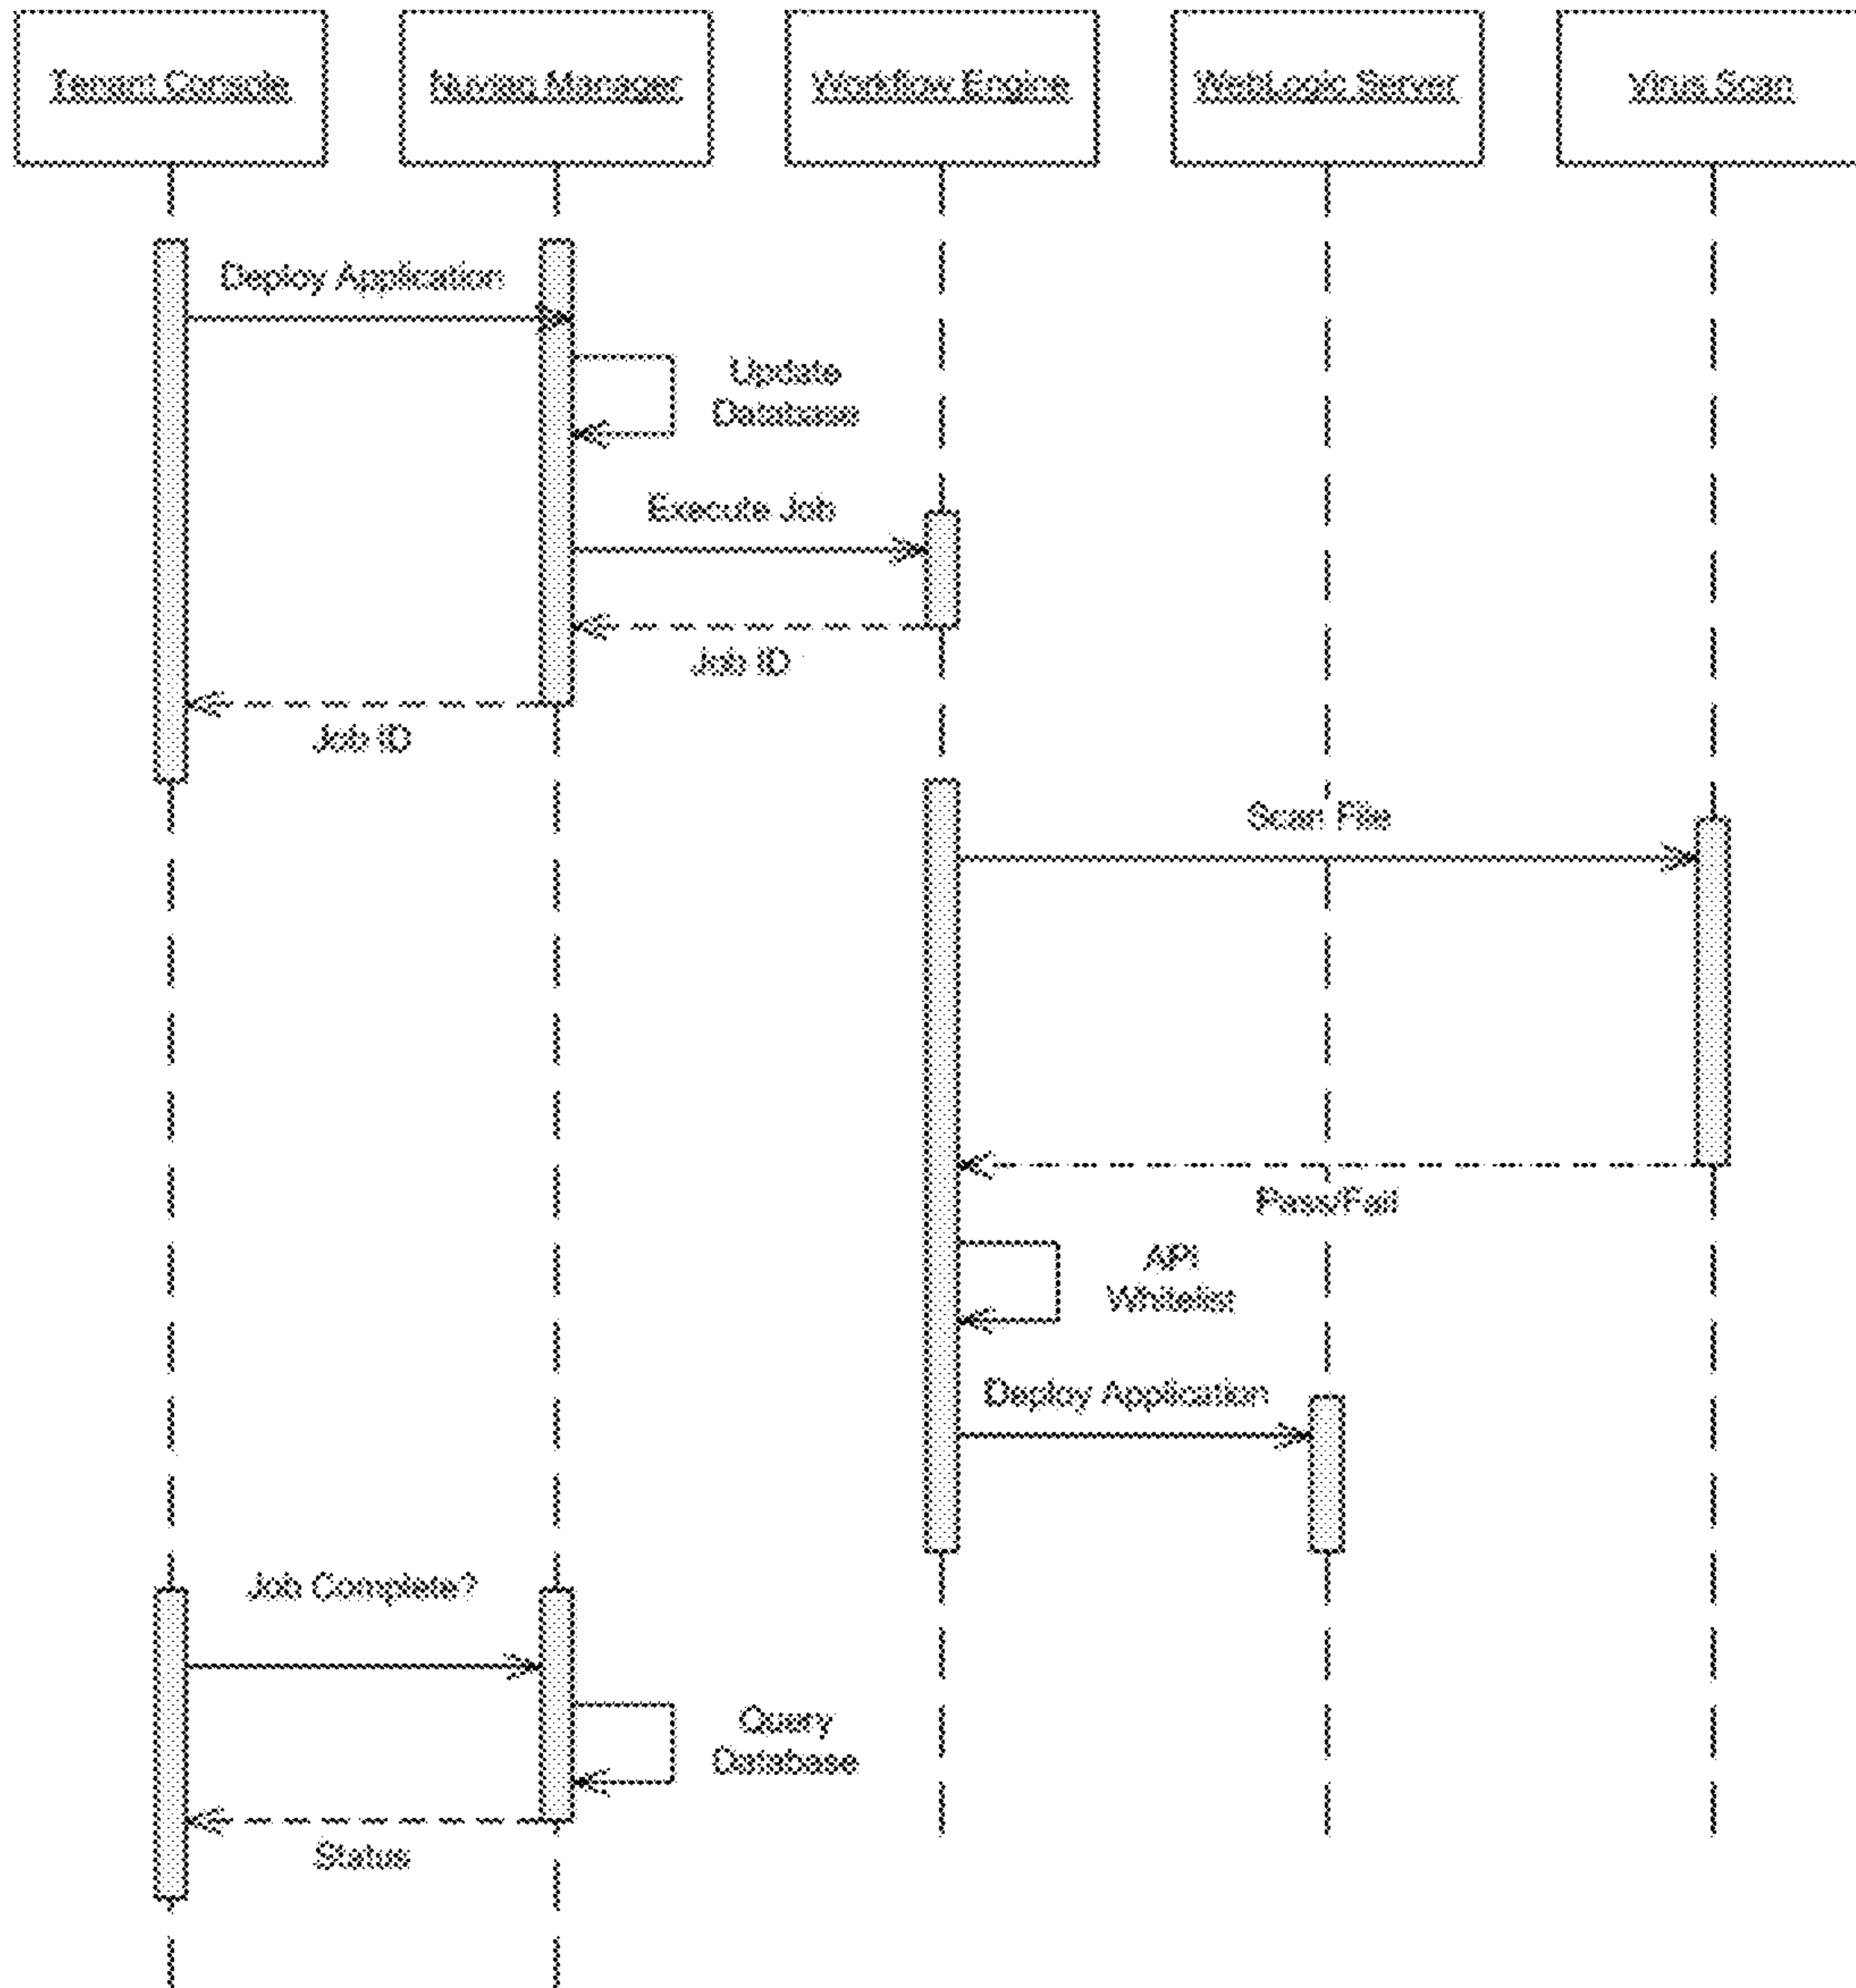 Tenant Console
Nuviaq Manager
Workflow Engine
WebLogic Server
Virus Scan
Deploy Application
Update
Database
Execute Job
Job ID
Job ID
Scan File
Pass/Fail
API
Whitelist
Deploy Application
Job Complete?
Query
Database
Status